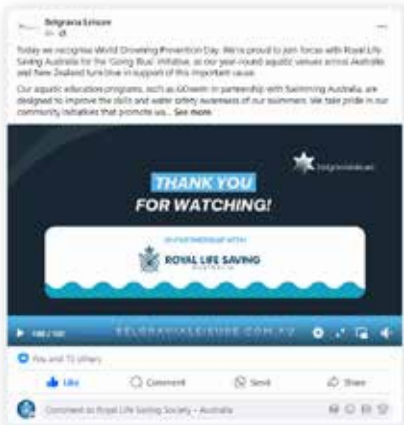 Belgravia Leisure
Today we recognise World Drowning Prevention Day. We're proud to join forces with Royal Life
Saving Australia for the 'Going Blue' initiative, as our year-round aquatic venues across Australia
and New Zealand turn blue in support of this important cause.
Our aquatic education programs, such as GOswim in partnership with Swimming Australia, are
designed to improve the skills and water safety awareness of our swimmers. We take pride in our
community initiatives that promote wa... See more
belgravialeisure
THANK YOU
FOR WATCHING!
IN PARTNERSHIP WITH
ROYAL LIFE SAVING
AUSTRALIA
BELGRAVIALEISURE.COM.AU
You and 72 others
Like Comment Send Share
Comment as Royal Life Saving Society - Australia